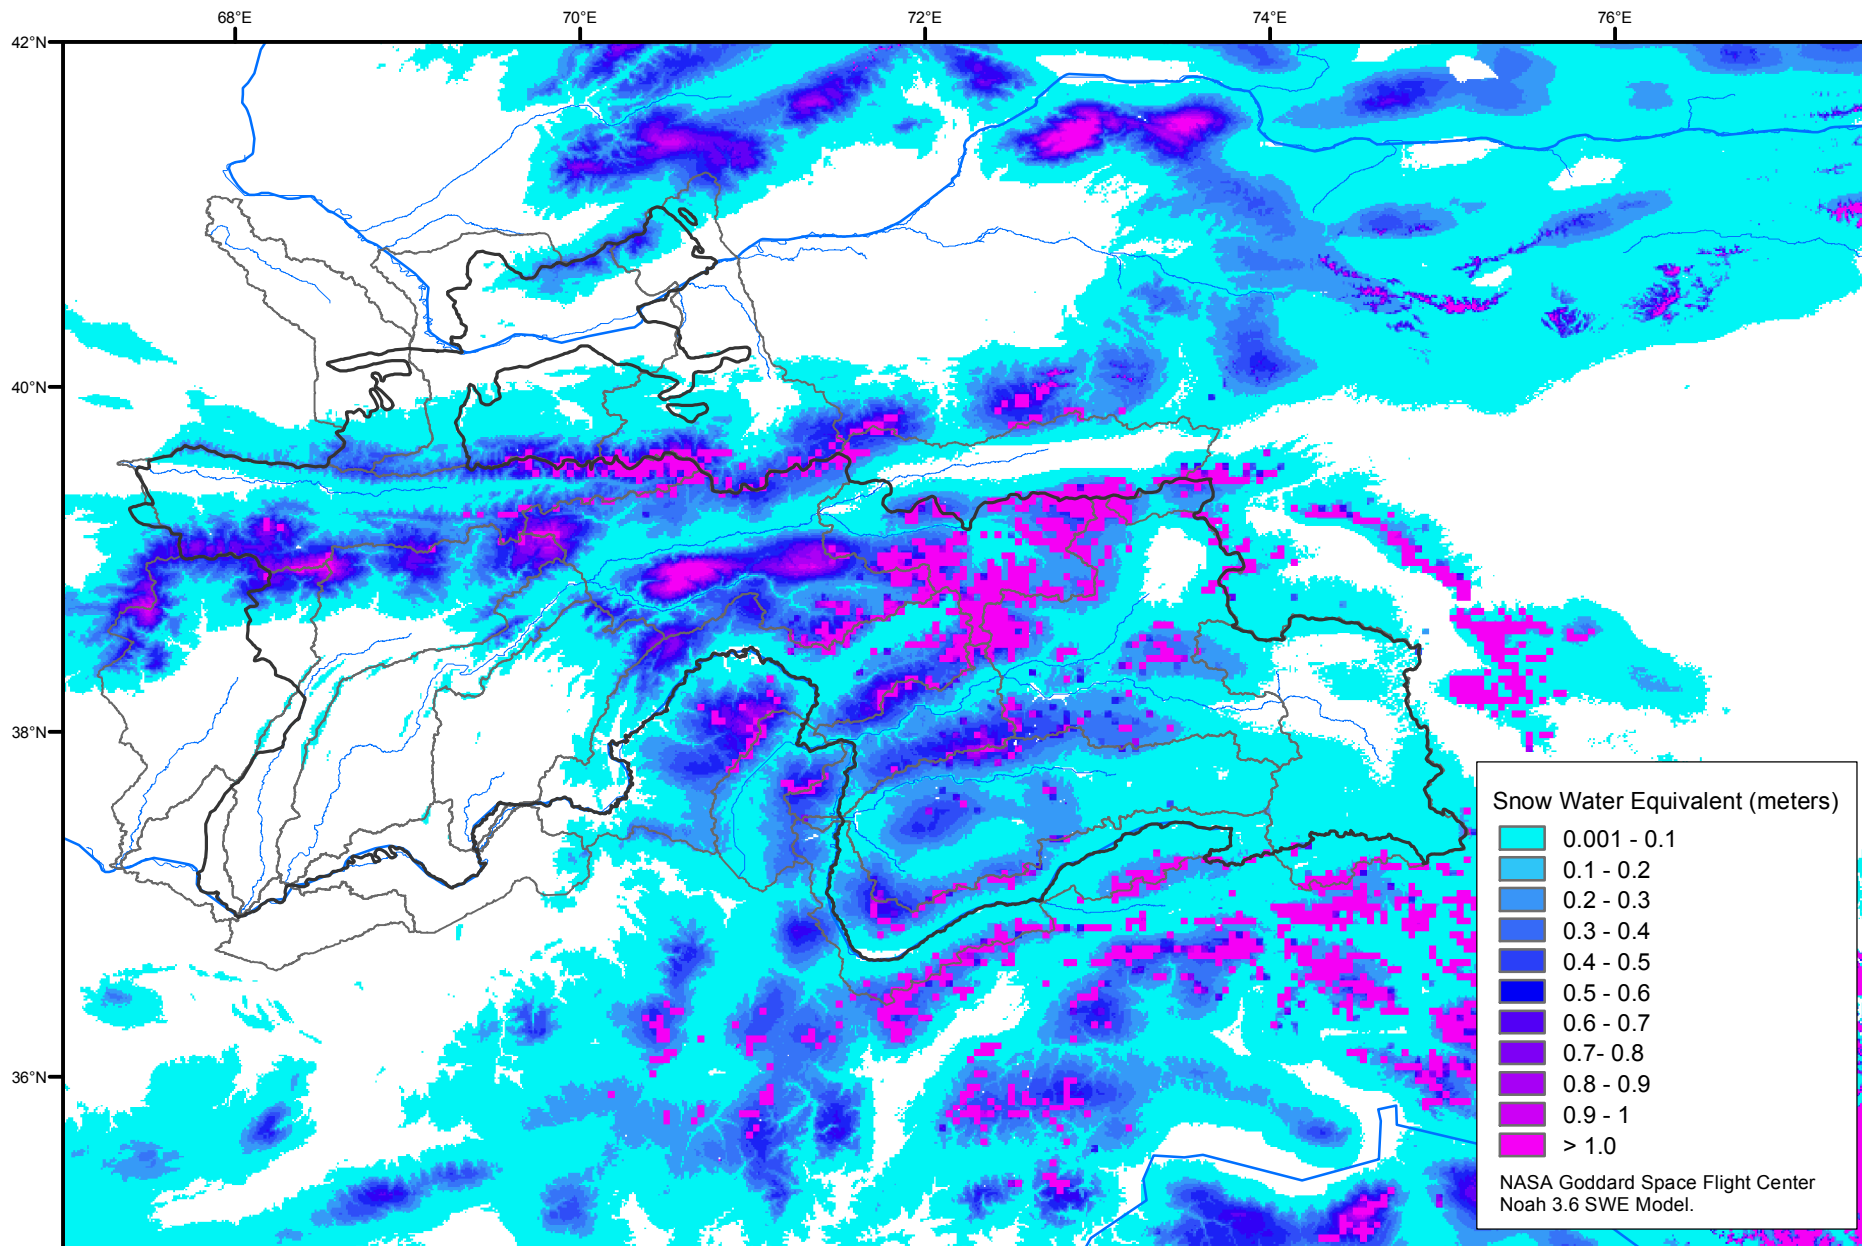 68°E 70°E 72°E 74°E 76°E
42°N
40°N
38°N
36°N
Snow Water Equivalent (meters)
0.001 - 0.1
0.1 - 0.2
0.2 - 0.3
0.3 - 0.4
0.4 - 0.5
0.5 - 0.6
0.6 - 0.7
0.7- 0.8
0.8 - 0.9
0.9 - 1
> 1.0
NASA Goddard Space Flight Center
Noah 3.6 SWE Model.